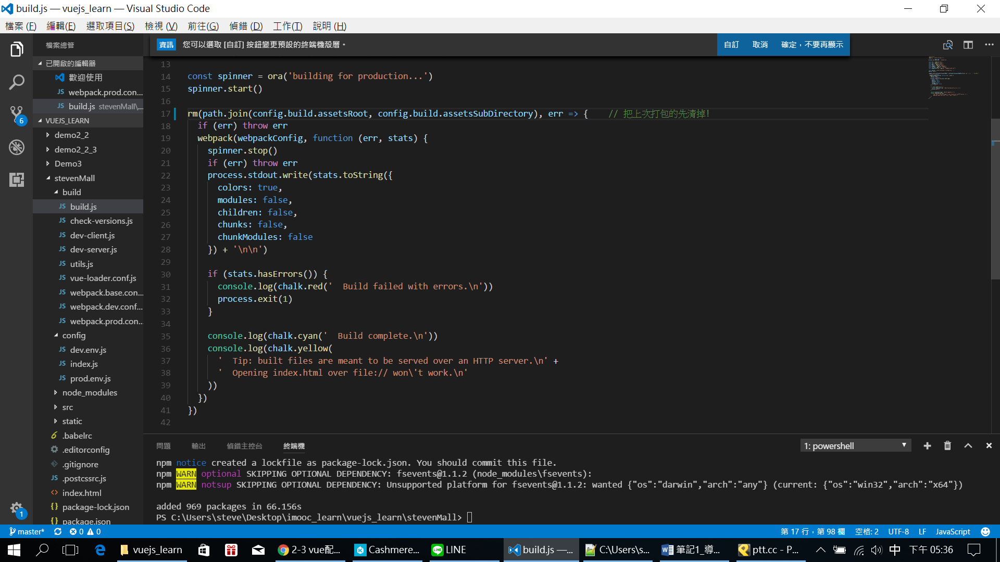 build.js — vuejs_learn — Visual Studio Code
檔案 (F) 編輯(E) 選取項目(S) 檢視 (V) 前往(G) 偵錯 (D) 工作(T) 說明 (H)
檔案總管
資訊 您可以選取 [自訂] 按鈕變更預設的終端機殼層。 自訂 取消 確定，不要再顯示
已開啟的編輯器
歡迎使用
JS webpack.prod.con...
JS build.js stevenMall\...
6
VUEJS_LEARN
demo2_2
demo2_2_3
Demo3
stevenMall
build
JS build.js
JS check-versions.js
JS dev-client.js
JS dev-server.js
JS utils.js
JS vue-loader.conf.js
JS webpack.base.con...
JS webpack.dev.conf...
JS webpack.prod.con...
config
JS dev.env.js
JS index.js
JS prod.env.js
node_modules
src
static
.babelrc
.editorconfig
.gitignore
JS .postcssrc.js
<> index.html
{} package-lock.json
{} package.json
1
13
14 const spinner = ora('building for production...')
15 spinner.start()
16
17 rm(path.join(config.build.assetsRoot, config.build.assetsSubDirectory), err => { // 把上次打包的先清掉!
18 if (err) throw err
19 webpack(webpackConfig, function (err, stats) {
20 spinner.stop()
21 if (err) throw err
22 process.stdout.write(stats.toString({
23 colors: true,
24 modules: false,
25 children: false,
26 chunks: false,
27 chunkModules: false
28 }) + '\n\n')
29
30 if (stats.hasErrors()) {
31 console.log(chalk.red('  Build failed with errors.\n'))
32 process.exit(1)
33 }
34
35 console.log(chalk.cyan('  Build complete.\n'))
36 console.log(chalk.yellow(
37 '  Tip: built files are meant to be served over an HTTP server.\n' +
38 '  Opening index.html over file:// won\'t work.\n'
39 ))
40 })
41 })
42
問題 輸出 偵錯主控台 終端機 1: powershell
npm notice created a lockfile as package-lock.json. You should commit this file.
npm WARN optional SKIPPING OPTIONAL DEPENDENCY: fsevents@1.1.2 (node_modules\fsevents):
npm WARN notsup SKIPPING OPTIONAL DEPENDENCY: Unsupported platform for fsevents@1.1.2: wanted {"os":"darwin","arch":"any"} (current: {"os":"win32","arch":"x64"})
added 969 packages in 66.156s
PS C:\Users\steve\Desktop\imooc_learn\vuejs_learn\stevenMall>
master* 0 0 第 17 行，第 98 欄 空格: 2 UTF-8 LF JavaScript
vuejs_learn 2-3 vue配... Cashmere... LINE build.js —... C:\Users\s... 筆記1_導... ptt.cc - P... 中 下午 05:36